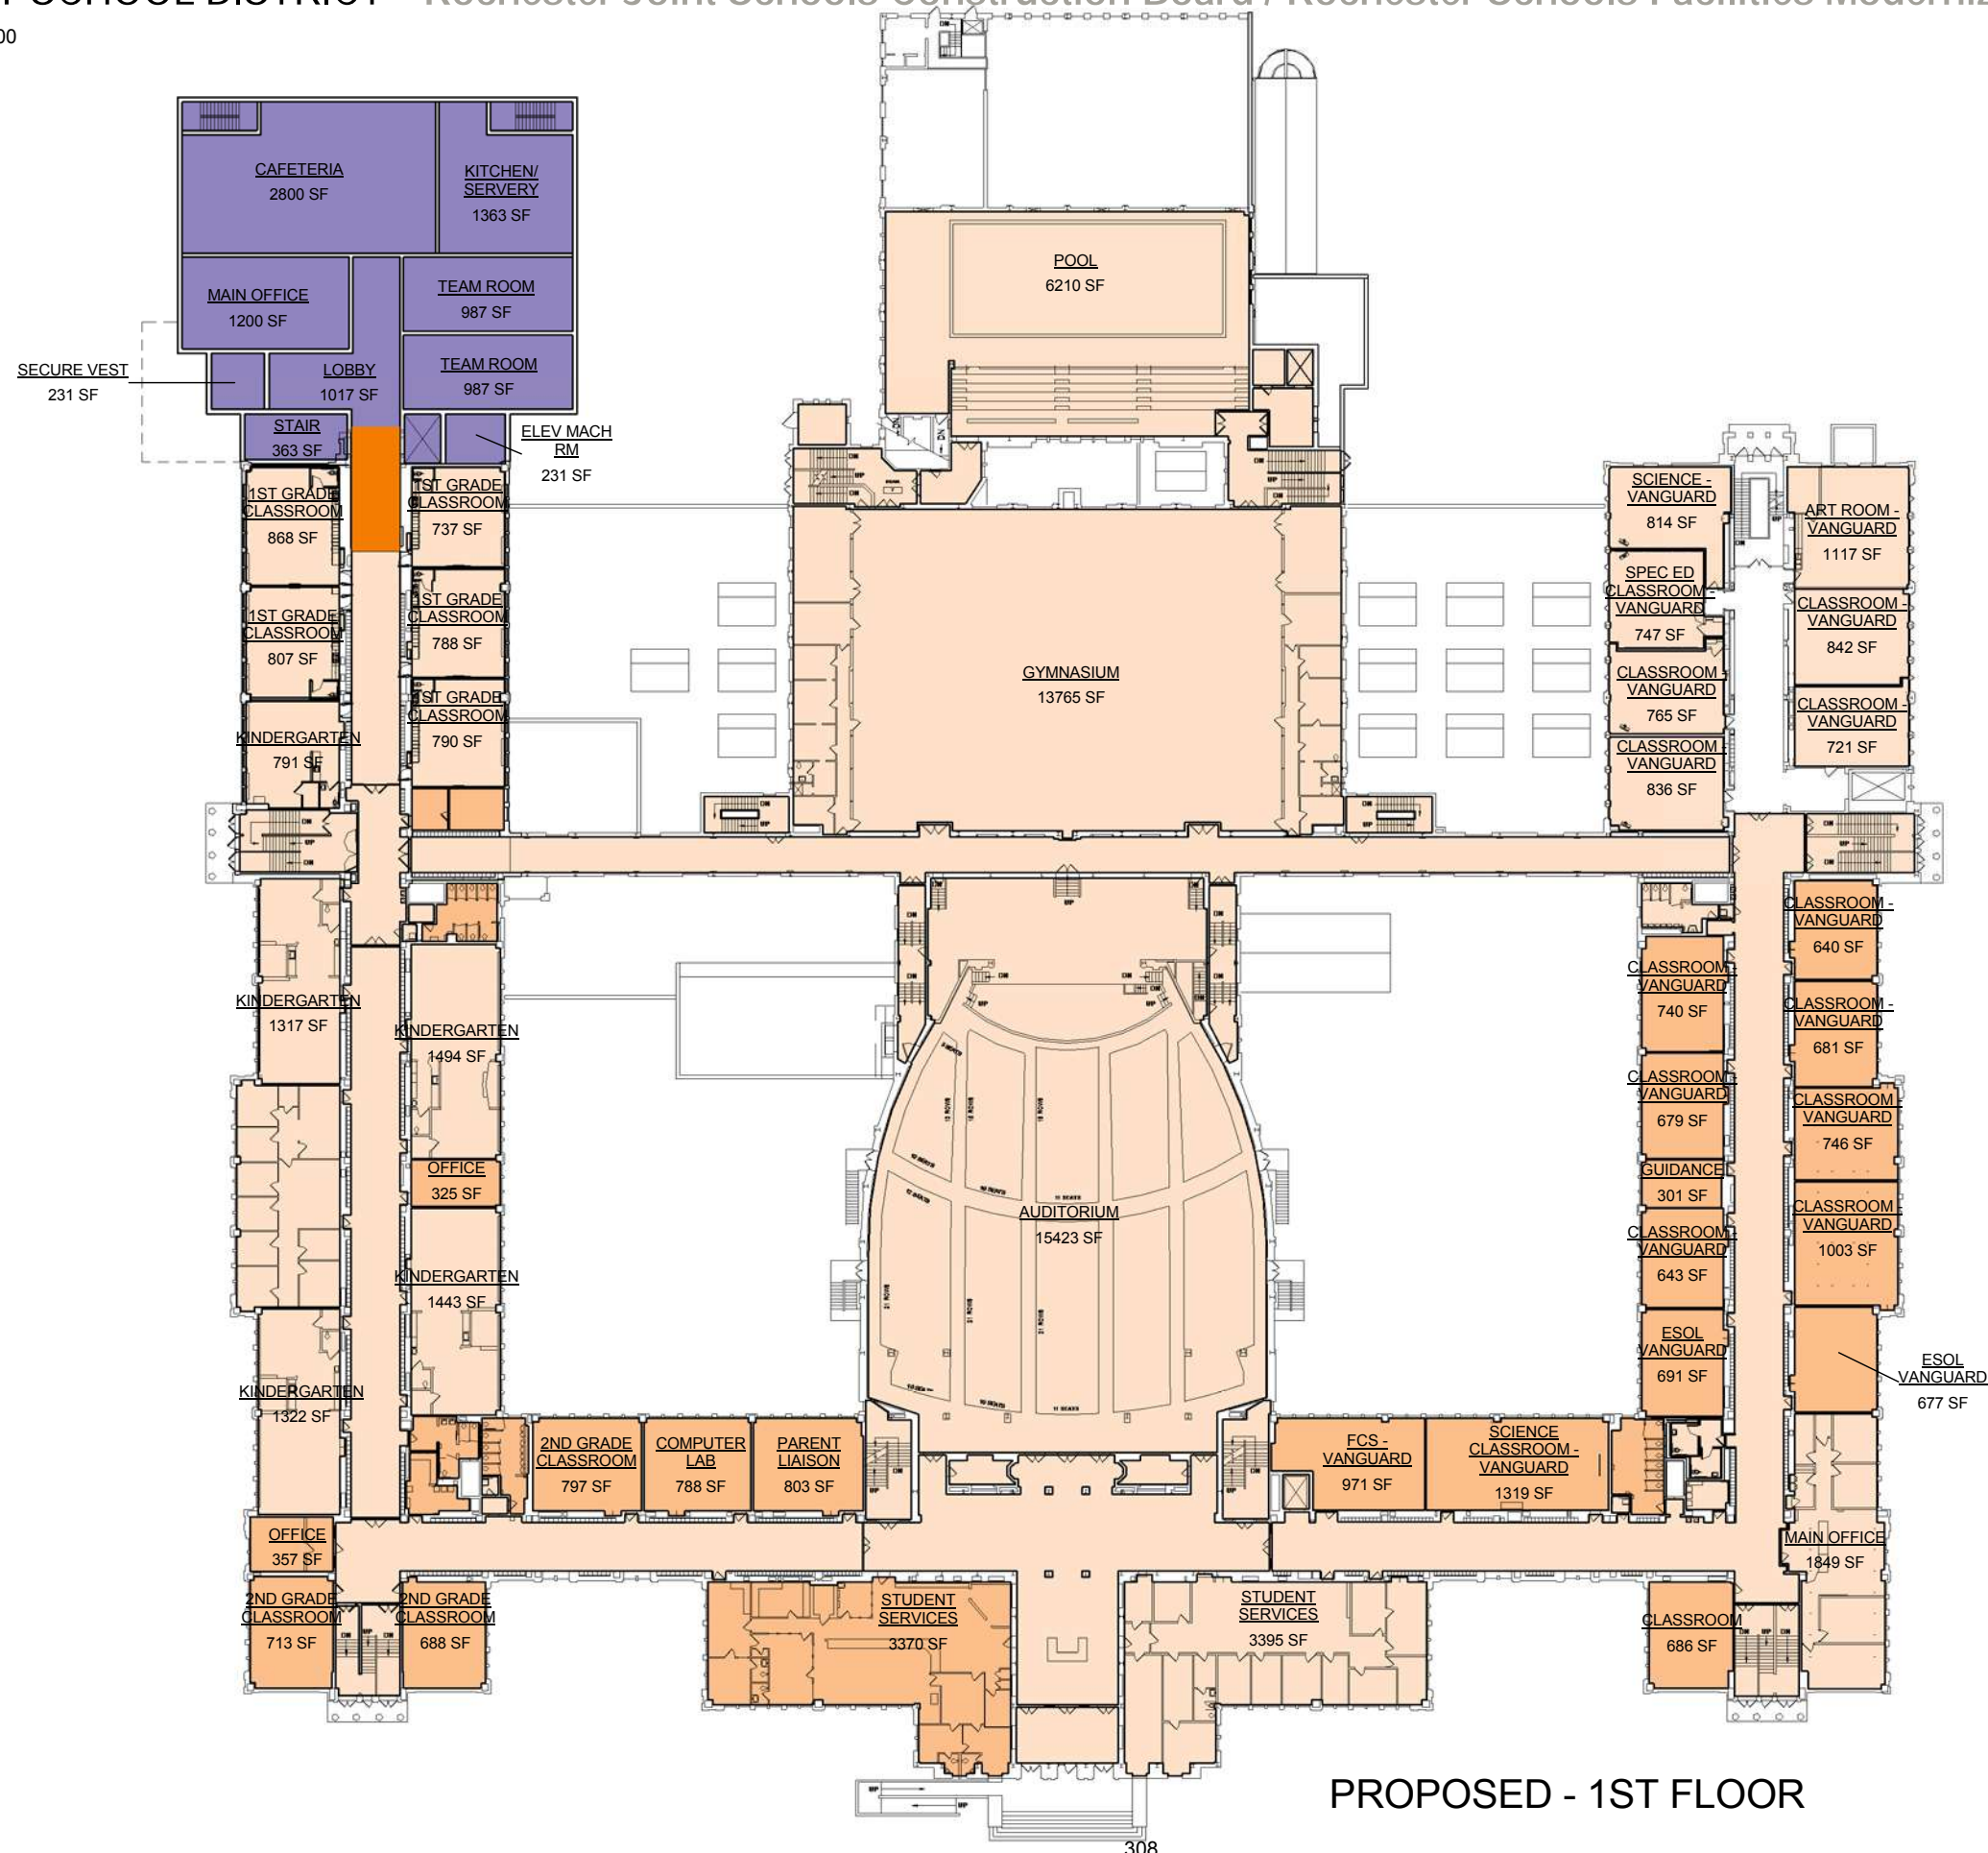 SCHOOL DISTRICT
00
CAFETERIA
2800 SF
KITCHEN/
SERVERY
1363 SF
MAIN OFFICE
1200 SF
TEAM ROOM
987 SF
TEAM ROOM
987 SF
SECURE VEST
231 SF
LOBBY
1017 SF
STAIR
363 SF
ELEV MACH
RM
231 SF
POOL
6210 SF
1ST GRADE
CLASSROOM
868 SF
1ST GRADE
CLASSROOM
737 SF
1ST GRADE
CLASSROOM
807 SF
1ST GRADE
CLASSROOM
788 SF
KINDERGARTEN
791 SF
1ST GRADE
CLASSROOM
790 SF
GYMNASIUM
13765 SF
SCIENCE -
VANGUARD
814 SF
ART ROOM -
VANGUARD
1117 SF
SPEC ED
CLASSROOM -
VANGUARD
747 SF
CLASSROOM -
VANGUARD
842 SF
CLASSROOM -
VANGUARD
765 SF
CLASSROOM -
VANGUARD
721 SF
CLASSROOM -
VANGUARD
836 SF
KINDERGARTEN
1317 SF
KINDERGARTEN
1494 SF
OFFICE
325 SF
KINDERGARTEN
1443 SF
KINDERGARTEN
1322 SF
AUDITORIUM
15423 SF
CLASSROOM -
VANGUARD
640 SF
CLASSROOM -
VANGUARD
740 SF
CLASSROOM -
VANGUARD
681 SF
CLASSROOM -
VANGUARD
679 SF
CLASSROOM -
VANGUARD
746 SF
GUIDANCE
301 SF
CLASSROOM -
VANGUARD
1003 SF
CLASSROOM -
VANGUARD
643 SF
ESOL
VANGUARD
691 SF
ESOL
VANGUARD
677 SF
2ND GRADE
CLASSROOM
797 SF
COMPUTER
LAB
788 SF
PARENT
LIAISON
803 SF
FCS -
VANGUARD
971 SF
SCIENCE
CLASSROOM -
VANGUARD
1319 SF
OFFICE
357 SF
MAIN OFFICE
1849 SF
2ND GRADE
CLASSROOM
713 SF
2ND GRADE
CLASSROOM
688 SF
STUDENT
SERVICES
3370 SF
STUDENT
SERVICES
3395 SF
CLASSROOM
686 SF
PROPOSED - 1ST FLOOR
308